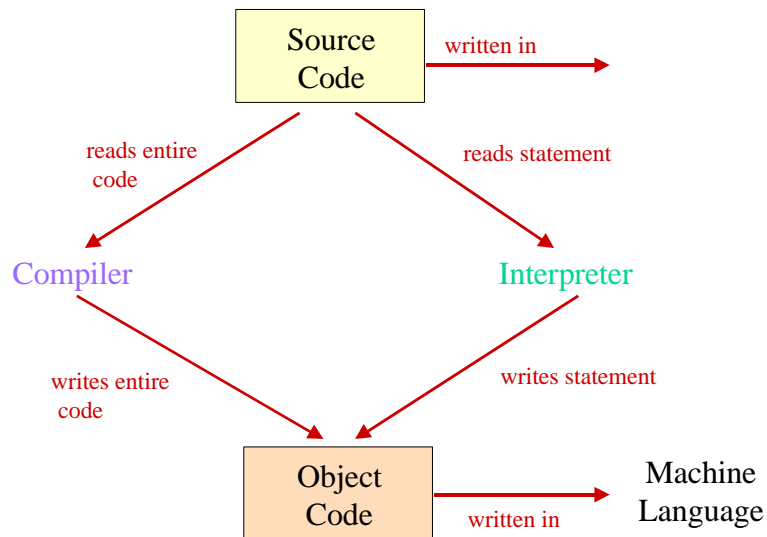 Source
Code
written in
reads entire
code
reads statement
Compiler
Interpreter
writes entire
code
writes statement
Object
Code
written in
Machine
Language